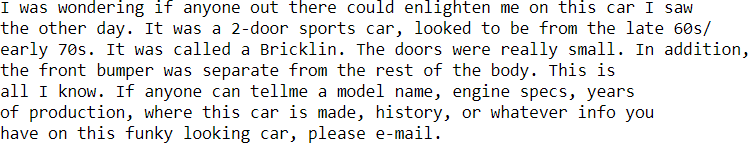 I was wondering if anyone out there could enlighten me on this car I saw
the other day. It was a 2-door sports car, looked to be from the late 60s/
early 70s. It was called a Bricklin. The doors were really small. In addition,
the front bumper was separate from the rest of the body. This is
all I know. If anyone can tellme a model name, engine specs, years
of production, where this car is made, history, or whatever info you
have on this funky looking car, please e-mail.